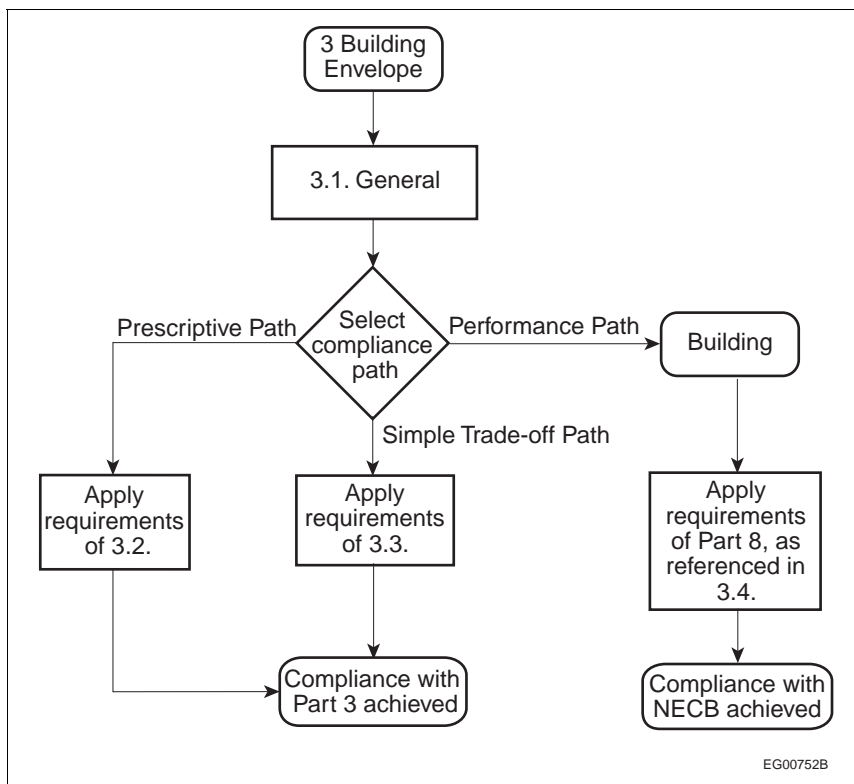 3 Building
Envelope
3.1. General
Select
compliance
path
Prescriptive Path
Performance Path
Building
Simple Trade-off Path
Apply
requirements
of 3.2.
Apply
requirements
of 3.3.
Apply
requirements
of Part 8, as
referenced in
3.4.
Compliance with
Part 3 achieved
Compliance with
NECB achieved
EG00752B